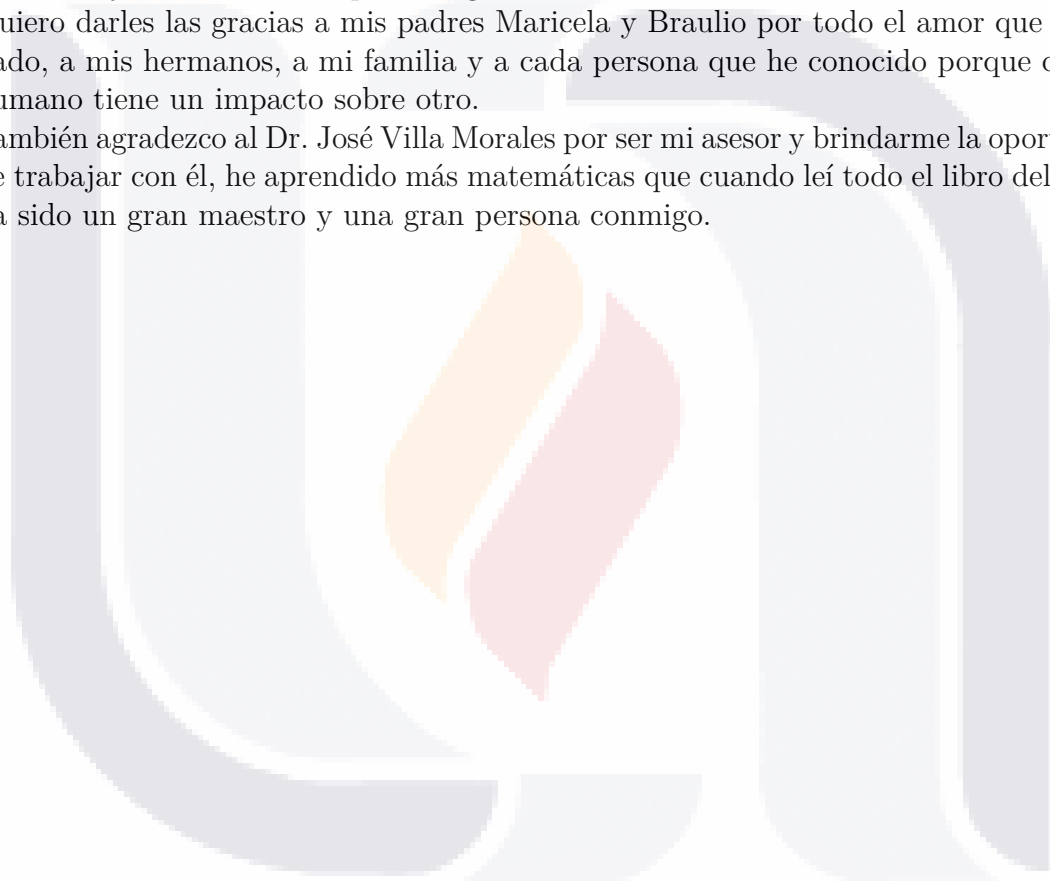 uiero darles las gracias a mis padres Maricela y Braulio por todo el amor que
ado, a mis hermanos, a mi familia y a cada persona que he conocido porque
umano tiene un impacto sobre otro.
ambién agradezco al Dr. José Villa Morales por ser mi asesor y brindarme la opor
e trabajar con él, he aprendido más matemáticas que cuando leí todo el libro del
a sido un gran maestro y una gran persona conmigo.